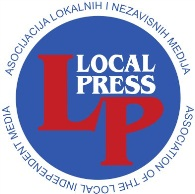 ASOCIJACIJA LOKALNIH I NEZAVISNIH MEDIJA
LOCAL
PRESS
LP
ASSOCIATION OF THE LOCAL INDEPENDENT MEDIA